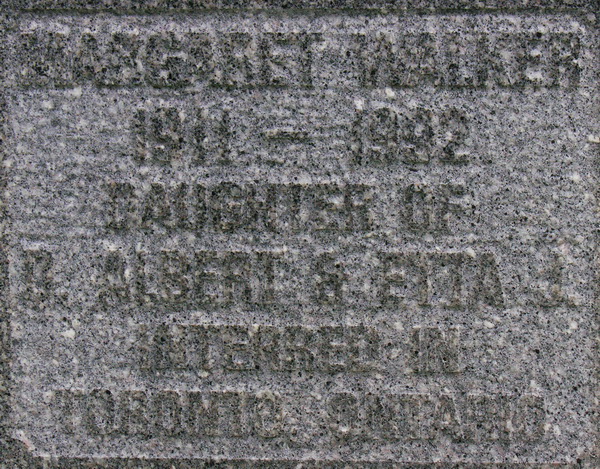 MARGARET WALKER
1911 — 1992
DAUGHTER OF
R. ALBERT & ETTA J.
INTERRED IN
TORONTO, ONTARIO